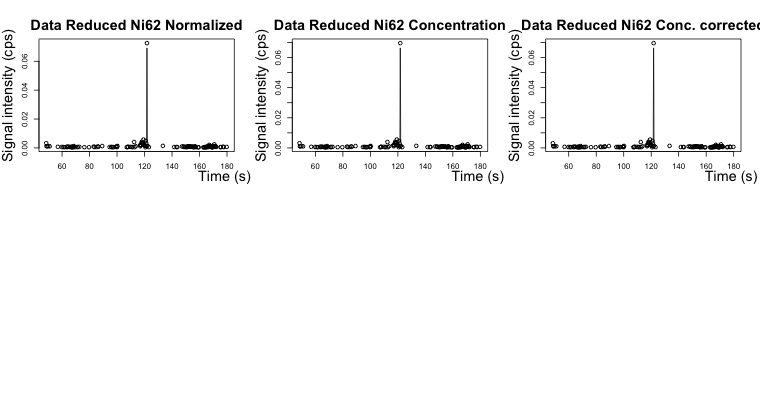 Data Reduced Ni62 Normalized
Signal intensity (cps)
0.00 0.02 0.04 0.06
60 80 100 120 140 160 180
Time (s)
Data Reduced Ni62 Concentration
Signal intensity (cps)
0.00 0.02 0.04 0.06
60 80 100 120 140 160 180
Time (s)
Data Reduced Ni62 Conc. corrected
Signal intensity (cps)
0.00 0.02 0.04 0.06
60 80 100 120 140 160 180
Time (s)